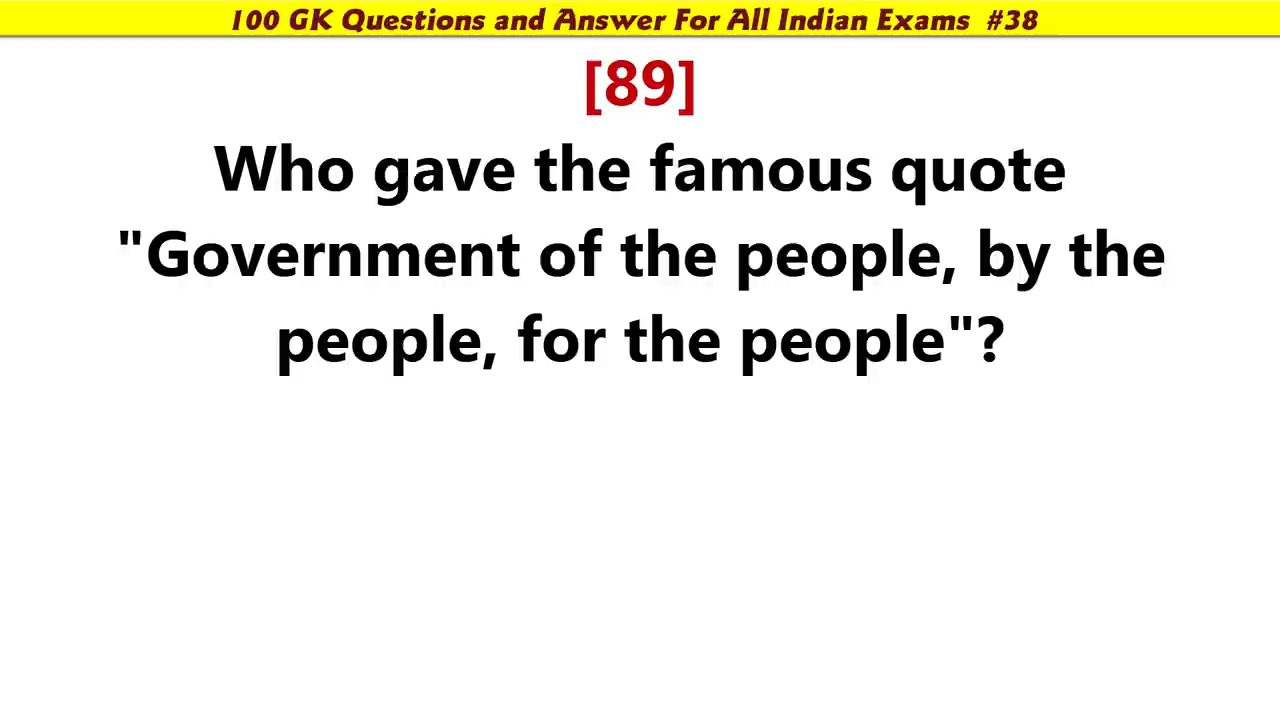 100 GK Questions and Answer For All Indian Exams #38
[89]
Who gave the famous quote
"Government of the people, by the
people, for the people"?